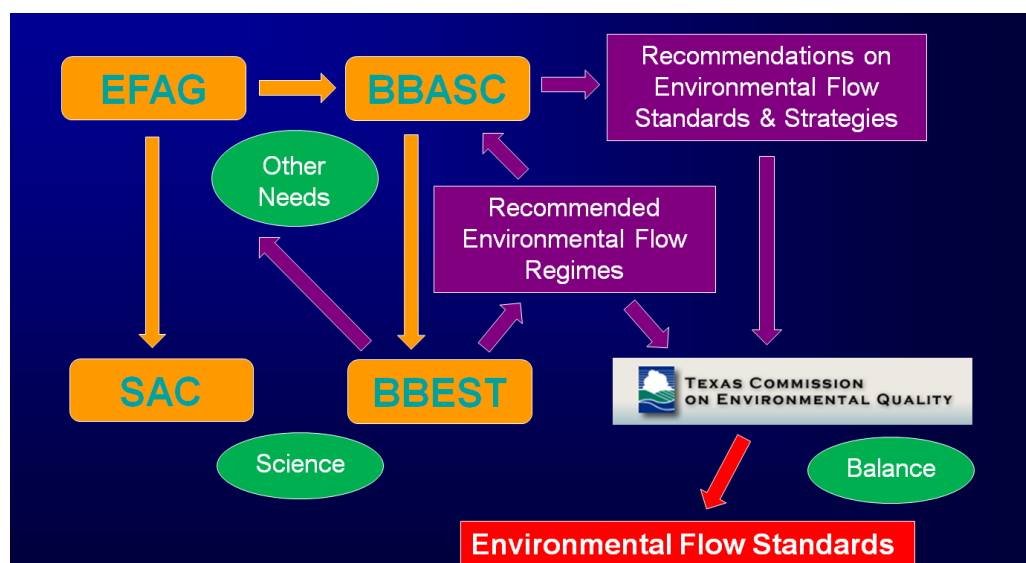 EFAG
BBASC
Recommendations on
Environmental Flow
Standards & Strategies
Other
Needs
Recommended
Environmental Flow
Regimes
SAC
BBEST
TEXAS COMMISSION
ON ENVIRONMENTAL QUALITY
Science
Balance
Environmental Flow Standards